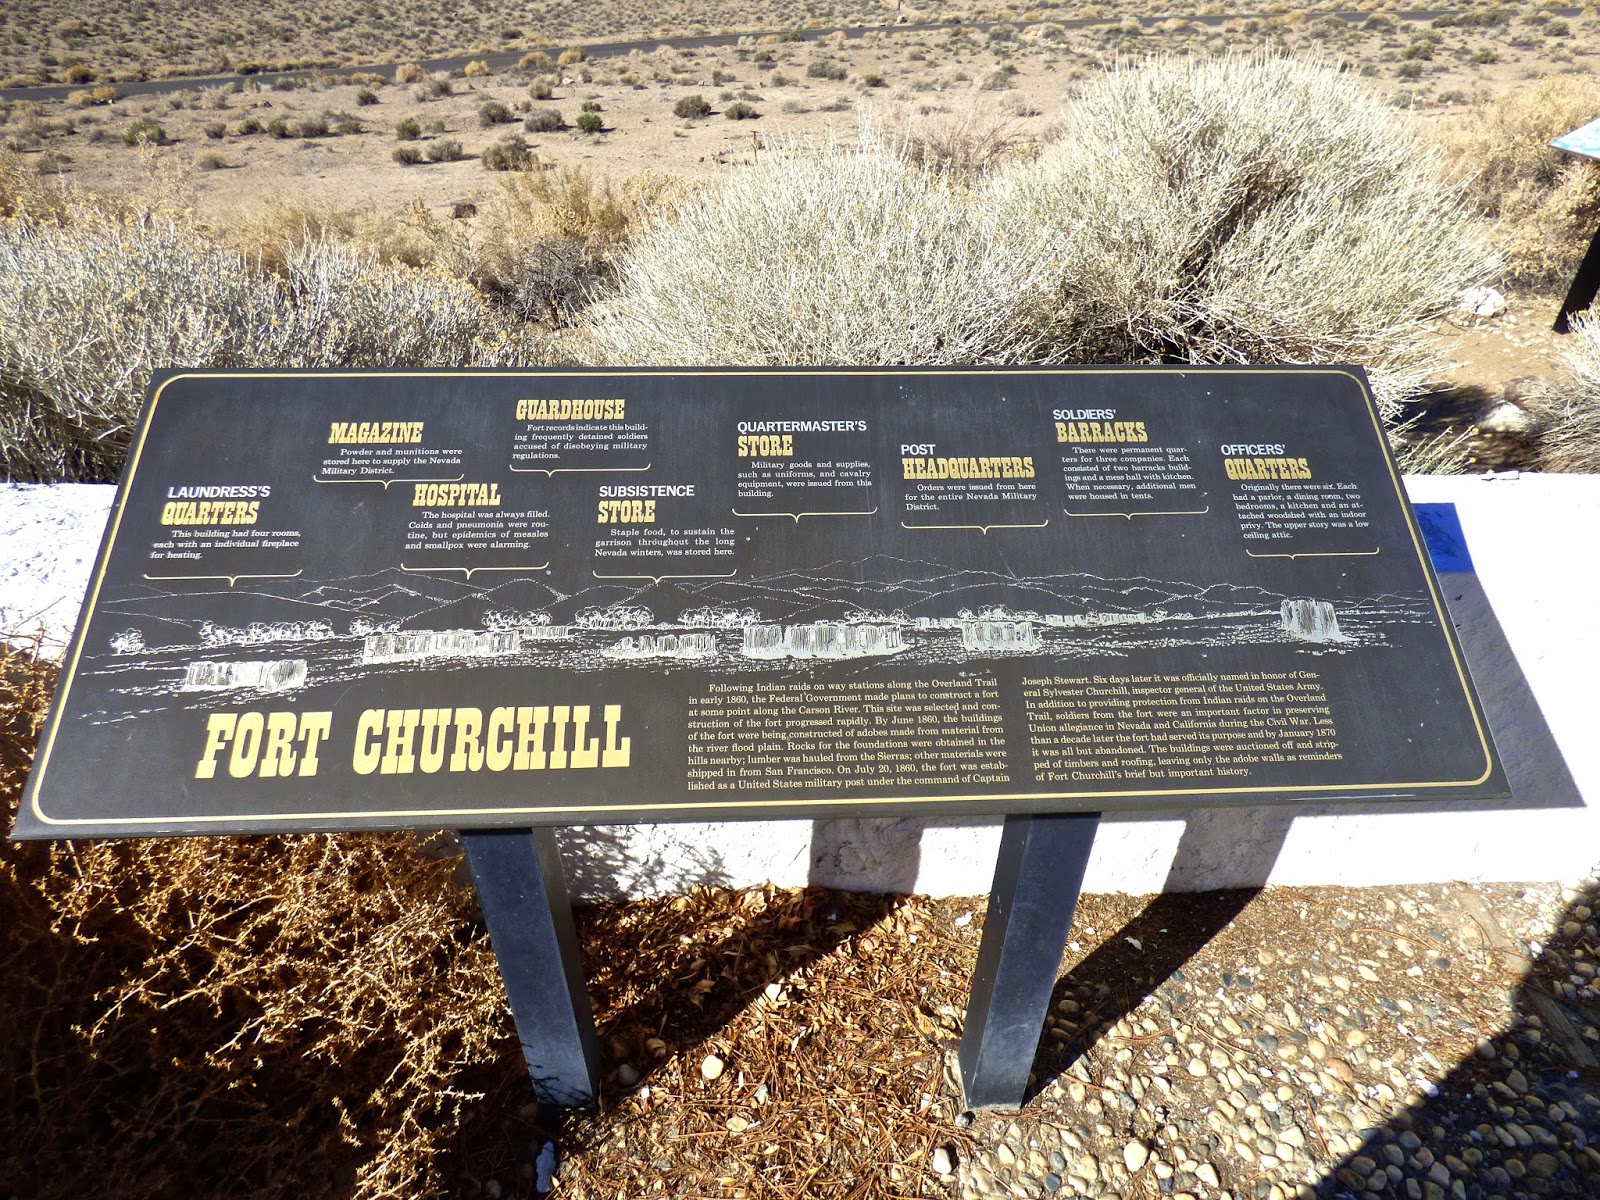 GUARDHOUSE
Fort records indicate this build-
ing frequently detained soldiers
accused of disobeying military
regulations.
MAGAZINE
Powder and munitions were
stored here to supply the Nevada
Military District.
LAUNDRESS'S
QUARTERS
This building had four rooms,
each with an individual fireplace
for heating.
HOSPITAL
The hospital was always filled.
Colds and pneumonia were rou-
tine, but epidemics of measles
and smallpox were alarming.
SUBSISTENCE
STORE
Staple food, to sustain the
garrison throughout the long
Nevada winters, was stored here.
QUARTERMASTER'S
STORE
Military goods and supplies,
such as uniforms, and cavalry
equipment, were issued from this
building.
POST
HEADQUARTERS
Orders were issued from here
for the entire Nevada Military
District.
SOLDIERS'
BARRACKS
There were permanent quar-
ters for three companies. Each
consisted of two barracks build-
ings and a mess hall with kitchen.
When necessary, additional men
were housed in tents.
OFFICERS'
QUARTERS
Originally there were six. Each
had a parlor, a dining room, two
bedrooms, a kitchen and an at-
tached woodshed with an indoor
privy. The upper story was a low
ceiling attic.
FORT CHURCHILL
Following Indian raids on way stations along the Overland Trail
in early 1860, the Federal Government made plans to construct a fort
at some point along the Carson River. This site was selected and con-
struction of the fort progressed rapidly. By June 1860, the buildings
of the fort were being constructed of adobes made from material from
the river flood plain. Rocks for the foundations were obtained in the
hills nearby; lumber was hauled from the Sierras; other materials were
shipped in from San Francisco. On July 20, 1860, the fort was estab-
lished as a United States military post under the command of Captain
Joseph Stewart. Six days later it was officially named in honor of Gen-
eral Sylvester Churchill, inspector general of the United States Army.
In addition to providing protection from Indian raids on the Overland
Trail, soldiers from the fort were an important factor in preserving
Union allegiance in Nevada and California during the Civil War. Less
than a decade later the fort had served its purpose and by January 1870
it was all but abandoned. The buildings were auctioned off and strip-
ped of timbers and roofing, leaving only the adobe walls as reminders
of Fort Churchill's brief but important history.